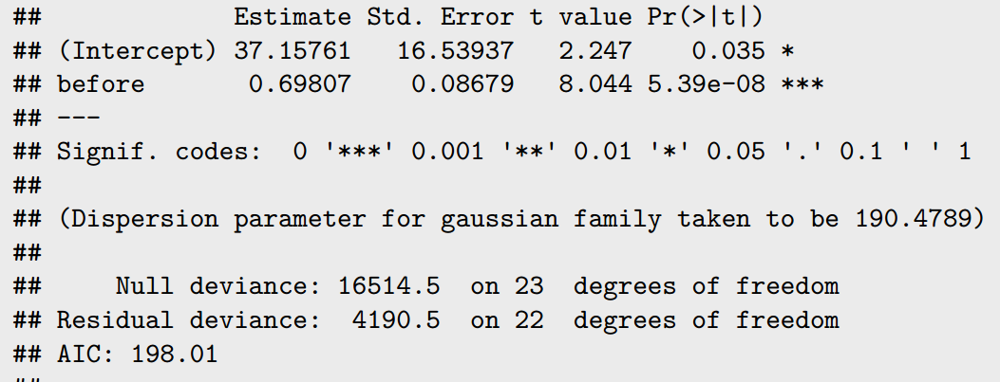 ##             Estimate Std. Error t value Pr(>|t|)
## (Intercept) 37.15761   16.53937   2.247    0.035 *
## before       0.69807    0.08679   8.044 5.39e-08 ***
## ---
## Signif. codes:  0 '***' 0.001 '**' 0.01 '*' 0.05 '.' 0.1 ' ' 1
##
## (Dispersion parameter for gaussian family taken to be 190.4789)
##
##     Null deviance: 16514.5  on 23  degrees of freedom
## Residual deviance:  4190.5  on 22  degrees of freedom
## AIC: 198.01
##